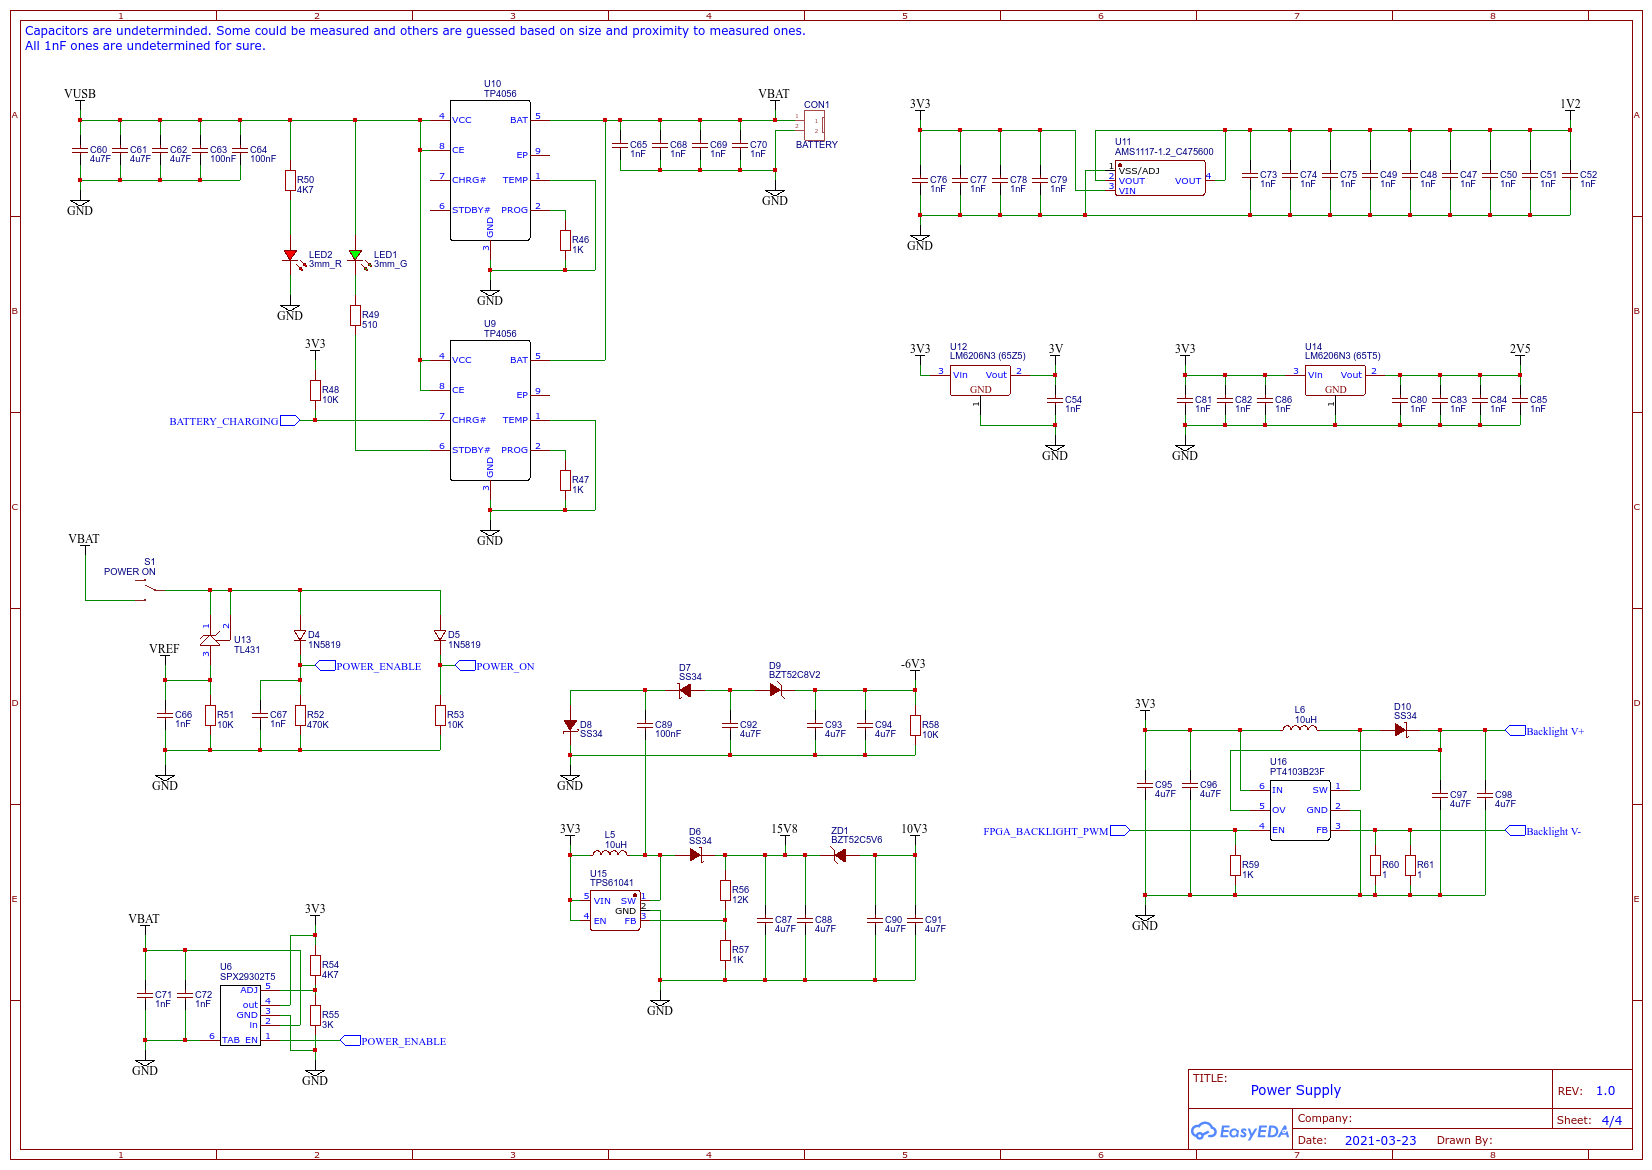 1 2 3 4 5 6 7 8
Capacitors are undeterminded. Some could be measured and others are guessed based on size and proximity to measured ones.
All 1nF ones are undetermined for sure.
A
A
VUSB
C60
4u7F
C61
4u7F
C62
4u7F
C63
100nF
C64
100nF
GND
R50
4K7
LED2
3mm_R
GND
LED1
3mm_G
R49
510
U10
TP4056
4 VCC
8 CE
7 CHRG#
6 STDBY#
BAT 5
EP 9
TEMP 1
PROG 2
GND
3
R46
1K
GND
C65
1nF
C68
1nF
C69
1nF
C70
1nF
VBAT
GND
CON1
1 1
2 2
BATTERY
U9
TP4056
4 VCC
8 CE
7 CHRG#
6 STDBY#
BAT 5
EP 9
TEMP 1
PROG 2
GND
3
R47
1K
GND
3V3
R48
10K
BATTERY_CHARGING
3V3
C76
1nF
C77
1nF
C78
1nF
C79
1nF
GND
U11
AMS1117-1.2_C475600
1 VSS/ADJ
2 VOUT
3 VIN
VOUT 4
1V2
C73
1nF
C74
1nF
C75
1nF
C49
1nF
C48
1nF
C47
1nF
C50
1nF
C51
1nF
C52
1nF
B
B
3V3
U12
LM6206N3 (65Z5)
3 Vin
Vout 2
GND
1
3V
C54
1nF
GND
3V3
C81
1nF
C82
1nF
C86
1nF
GND
U14
LM6206N3 (65T5)
3 Vin
Vout 2
GND
1
2V5
C80
1nF
C83
1nF
C84
1nF
C85
1nF
C
C
VBAT
S1
POWER ON
1
2
3
U13
TL431
VREF
C66
1nF
R51
10K
GND
D4
1N5819
POWER_ENABLE
C67
1nF
R52
470K
D5
1N5819
POWER_ON
R53
10K
D
D
D7
SS34
D9
BZT52C8V2
-6V3
D8
SS34
C89
100nF
C92
4u7F
C93
4u7F
C94
4u7F
R58
10K
GND
3V3
L5
10uH
D6
SS34
15V8
ZD1
BZT52C5V6
10V3
U15
TPS61041
5 VIN
4 EN
SW 1
GND 2
FB 3
R56
12K
R57
1K
C87
4u7F
C88
4u7F
C90
4u7F
C91
4u7F
GND
3V3
L6
10uH
D10
SS34
Backlight V+
U16
PT4103B23F
6 IN
5 OV
4 EN
SW 1
GND 2
FB 3
C95
4u7F
C96
4u7F
C97
4u7F
C98
4u7F
FPGA_BACKLIGHT_PWM
Backlight V-
R59
1K
R60
1
R61
1
GND
E
E
VBAT
C71
1nF
C72
1nF
GND
U6
SPX29302T5
ADJ 5
out 4
GND 3
in 2
6 TAB EN 1
3V3
R54
4K7
R55
3K
POWER_ENABLE
GND
TITLE:
Power Supply
REV: 1.0
EasyEDA
Company:
Sheet: 4/4
Date: 2021-03-23 Drawn By:
1 2 3 4 5 6 7 8